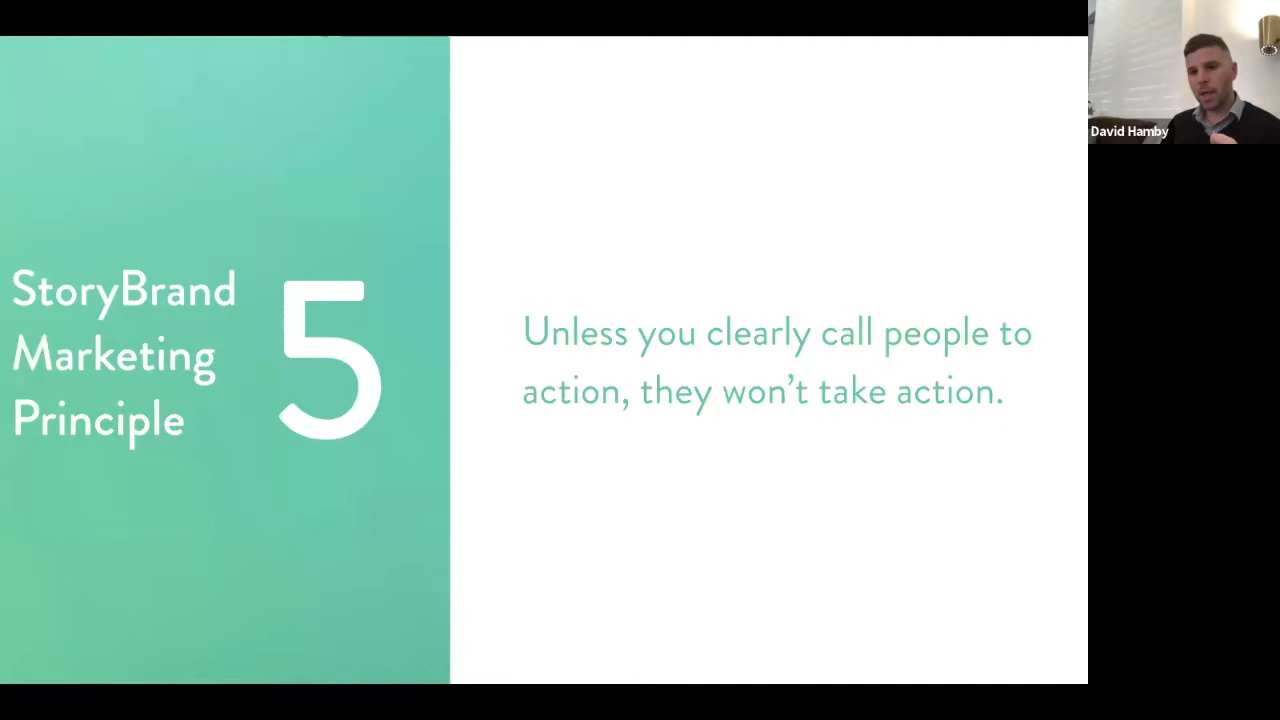 StoryBrand
Marketing
Principle
5
Unless you clearly call people to
action, they won’t take action.
David Hamby